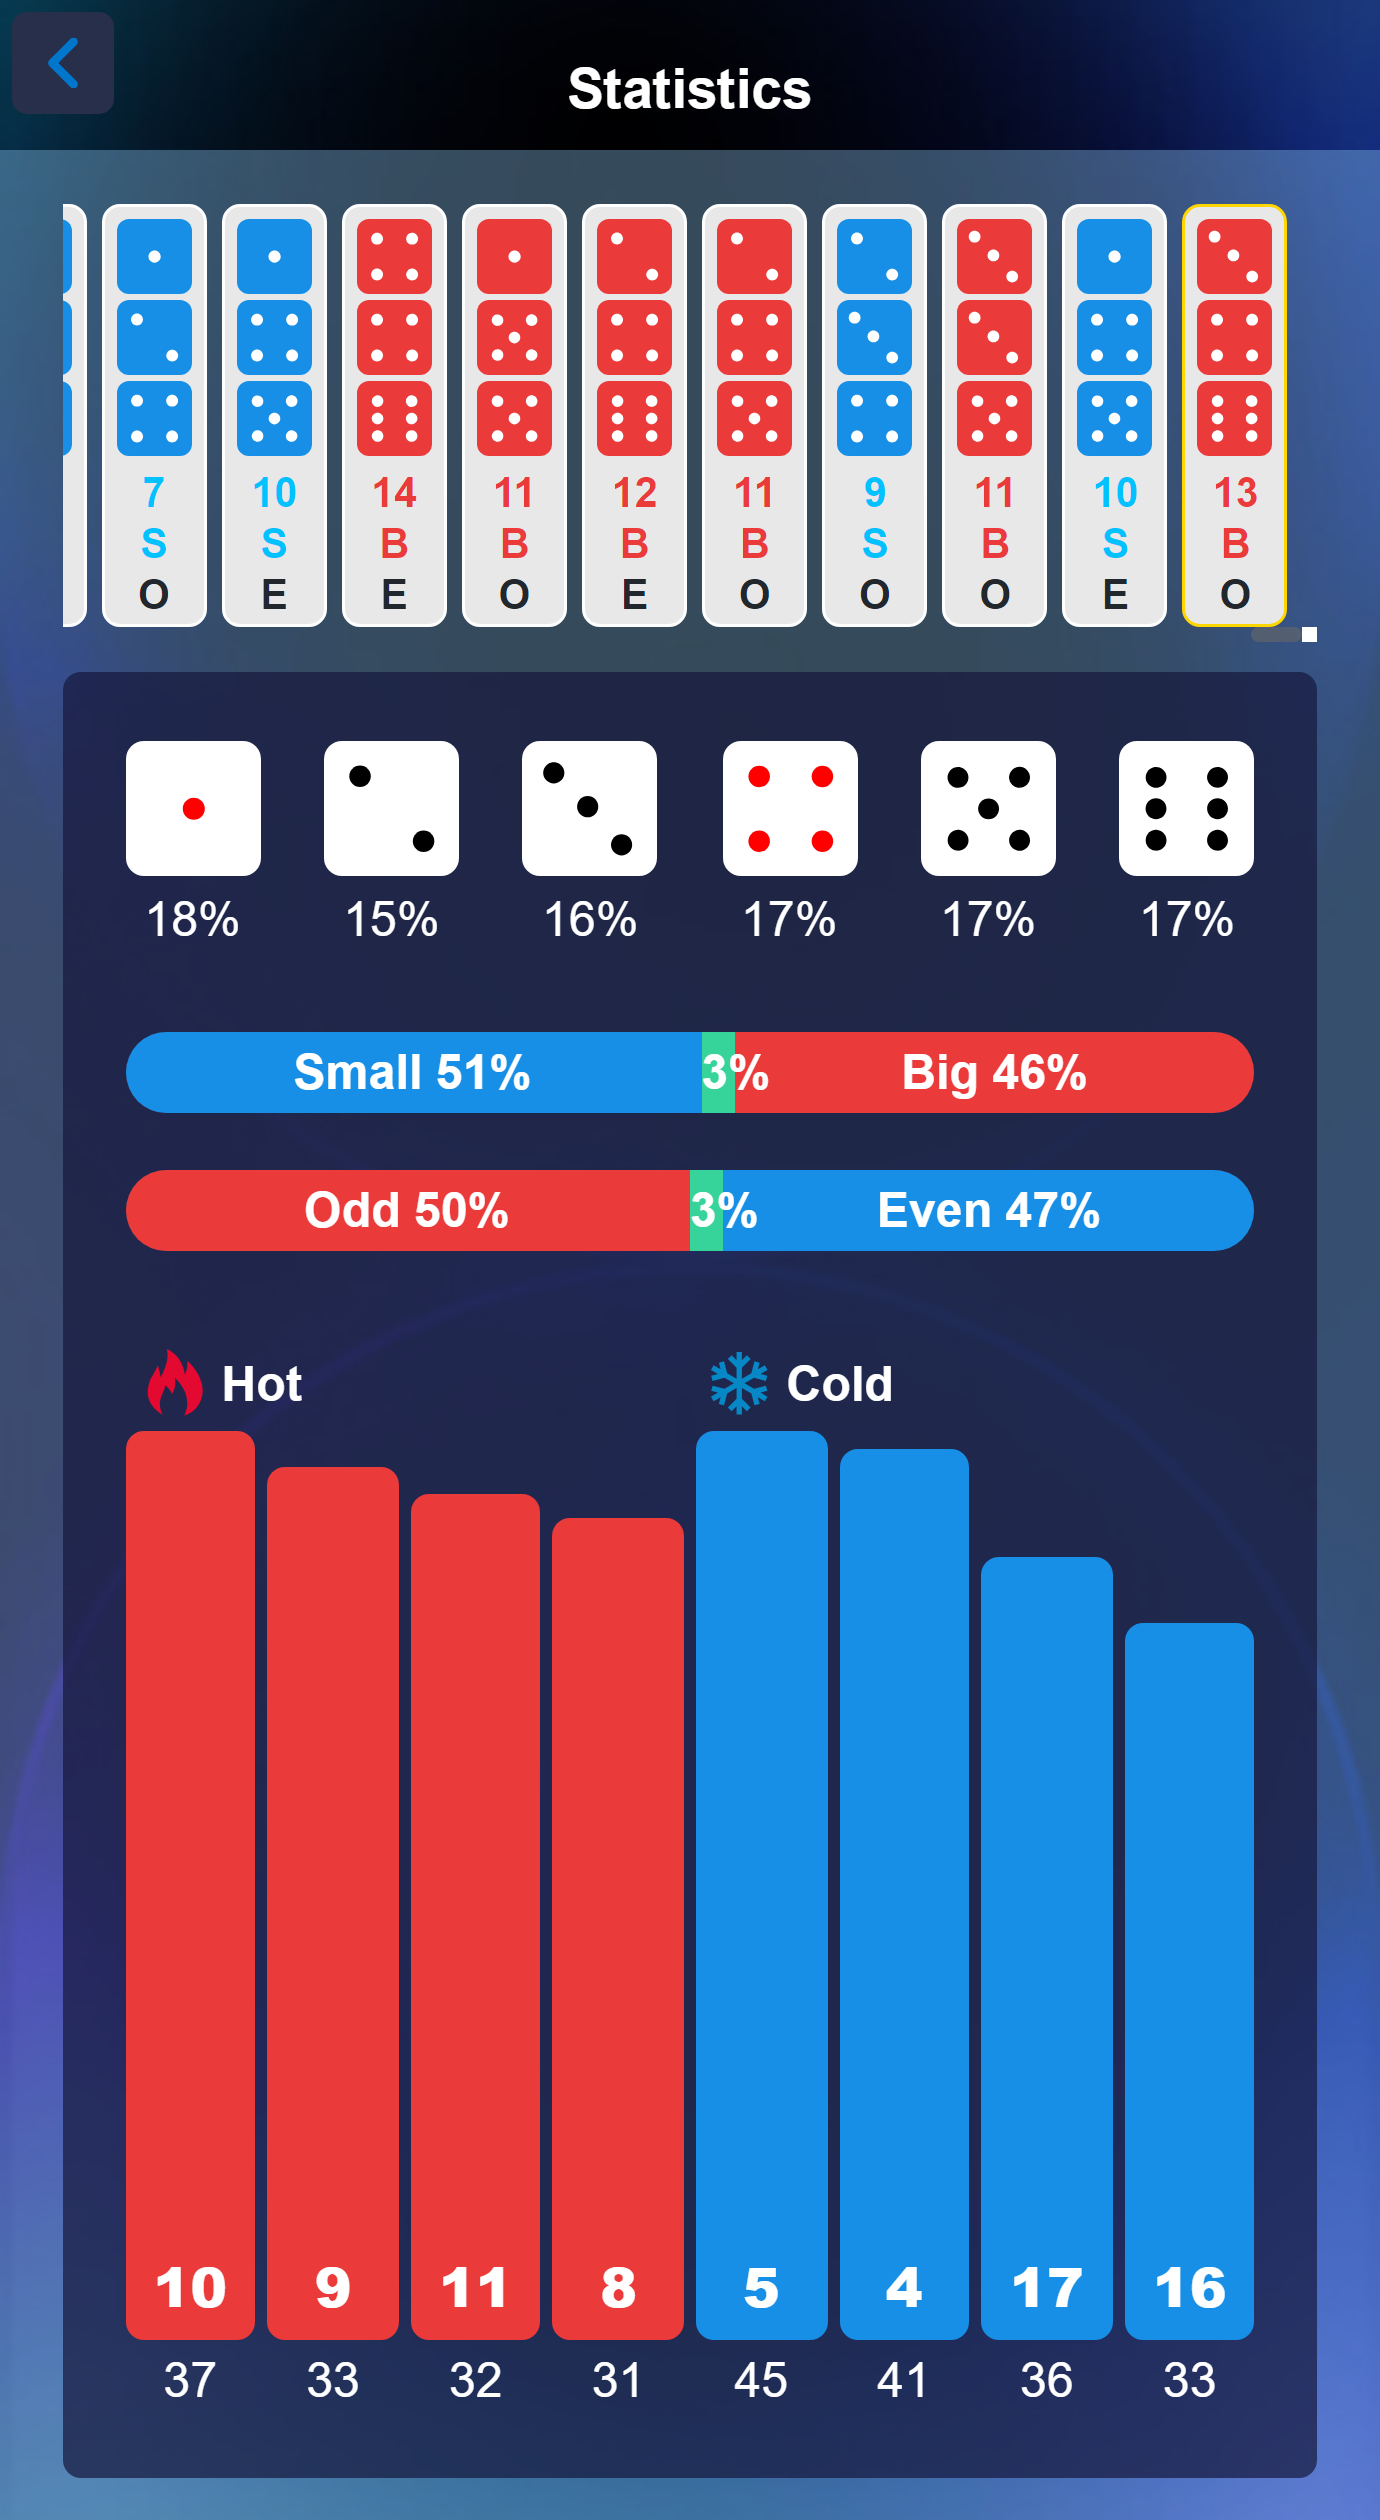 Statistics
7 10 14 11 12 11 9 11 10 13
S S B B B B S B S B
O E E O E O O O E O
18% 15% 16% 17% 17% 17%
Small 51% 3% Big 46%
Odd 50% 3% Even 47%
Hot Cold
10 9 11 8 5 4 17 16
37 33 32 31 45 41 36 33